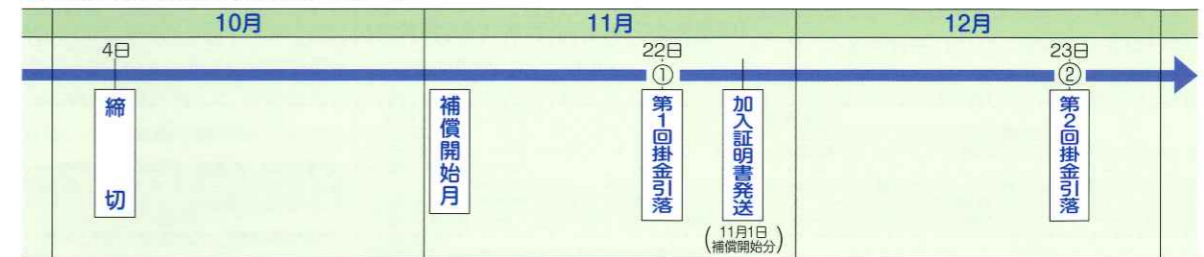 10月
11月
12月
4日
22日
23日
①
②
締切
補償開始月
第1回掛金引落
加入証明書発送
(11月1日
補償開始分)
第2回掛金引落